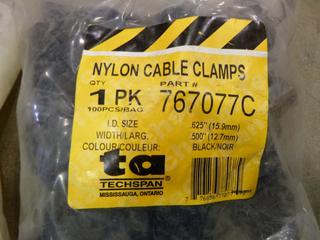 NYLON CABLE CLAMPS
QTY PART #
1 PK 767077C
100PCS/BAG
I.D. SIZE .625" (15.9mm)
WIDTH/LARG. .500" (12.7mm)
COLOUR/COULEUR: BLACK/NOIR
ta
TECHSPAN
MISSISSAUGA, ONTARIO